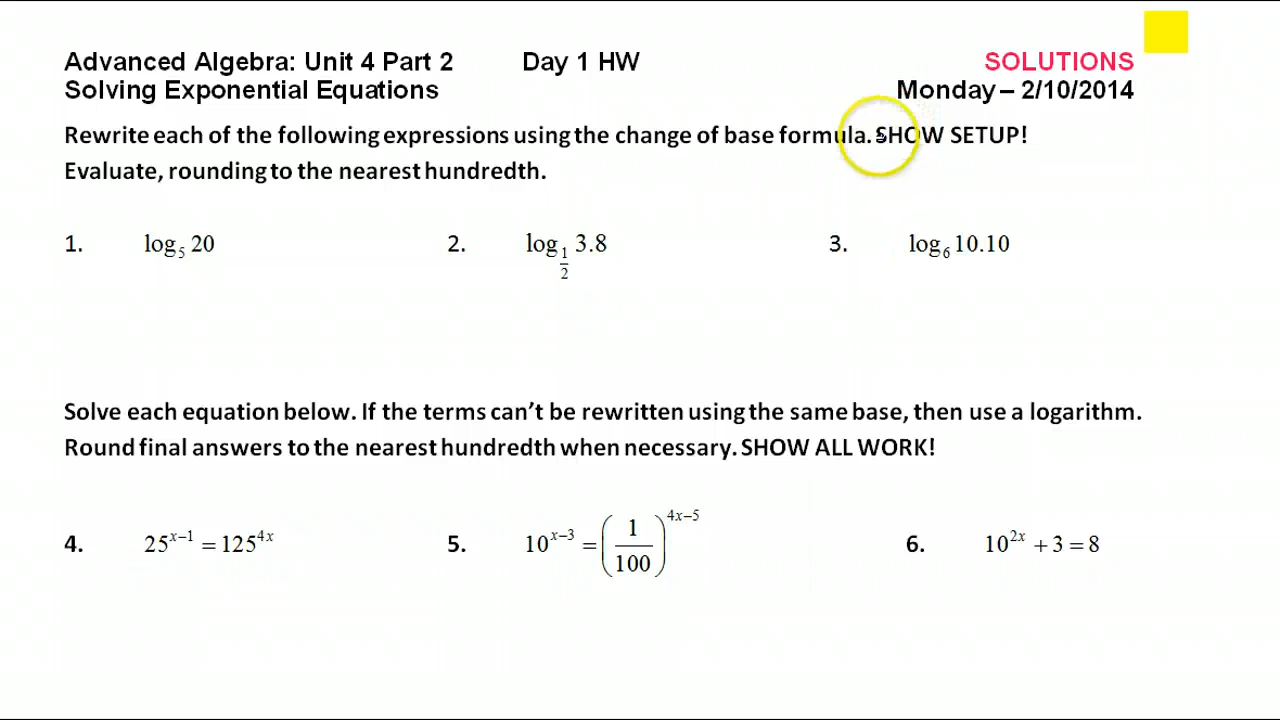 Advanced Algebra: Unit 4 Part 2 Day 1 HW SOLUTIONS
Solving Exponential Equations Monday – 2/10/2014
Rewrite each of the following expressions using the change of base formula. SHOW SETUP!
Evaluate, rounding to the nearest hundredth.
1. log₅ 20 2. log_(1/2) 3.8 3. log₆ 10.10
Solve each equation below. If the terms can’t be rewritten using the same base, then use a logarithm.
Round final answers to the nearest hundredth when necessary. SHOW ALL WORK!
4. 25^(x–1) = 125^(4x) 5. 10^(x–3) = (1/100)^(4x–5) 6. 10^(2x) + 3 = 8